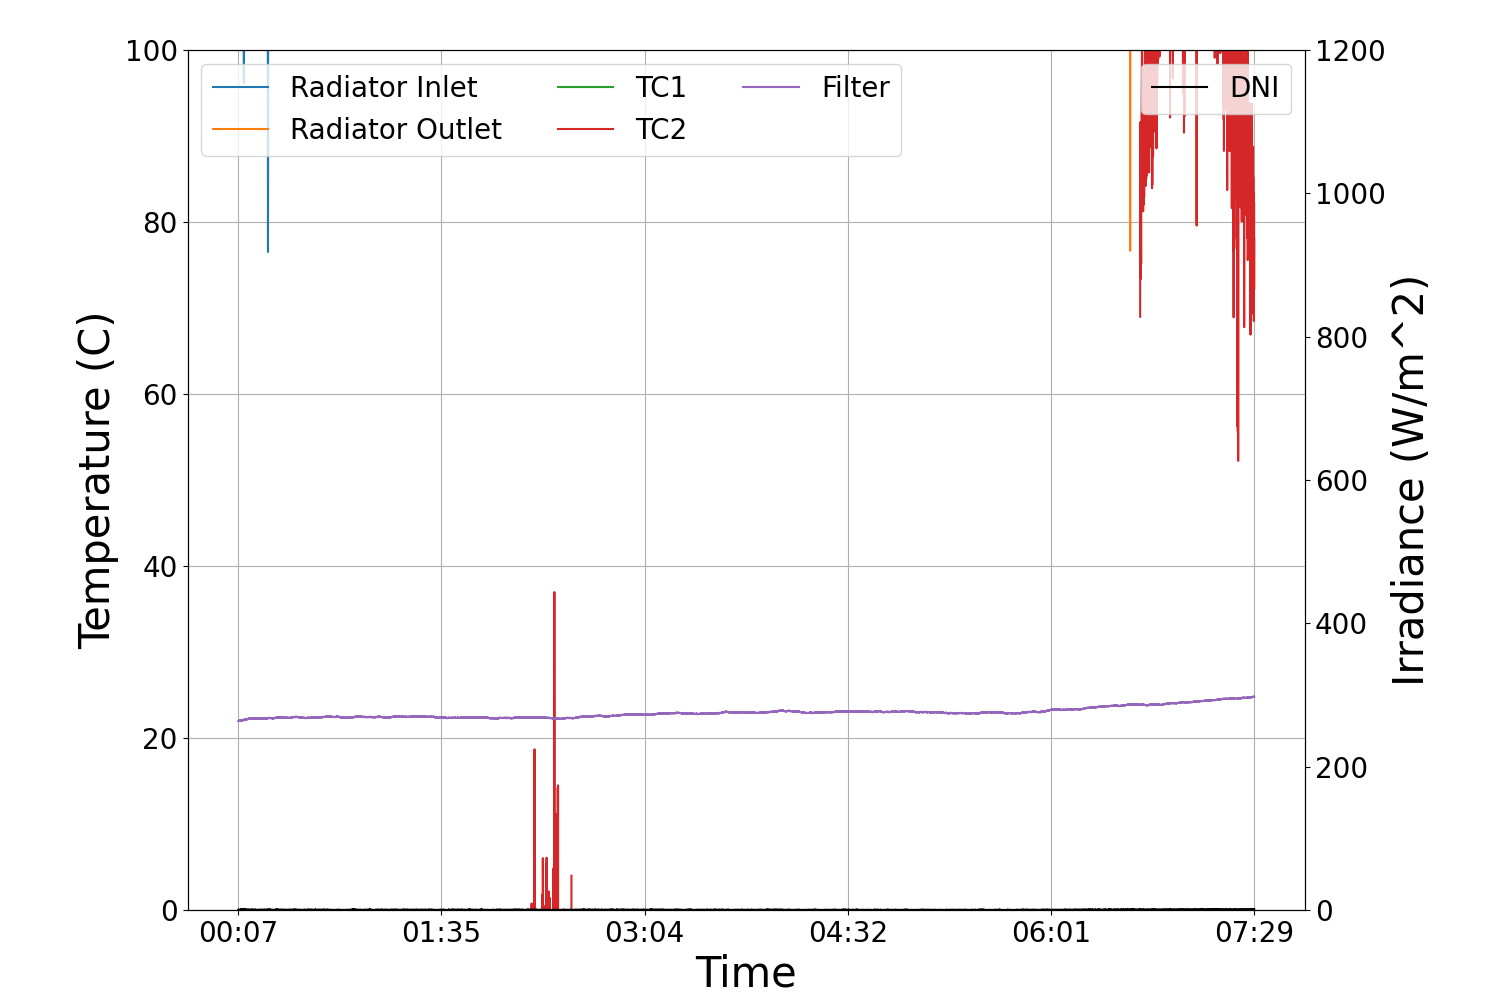 100
80
60
40
20
0
Temperature (C)
Radiator Inlet
Radiator Outlet
TC1
TC2
Filter
DNI
1200
1000
800
600
400
200
0
Irradiance (W/m^2)
00:07 01:35 03:04 04:32 06:01 07:29
Time